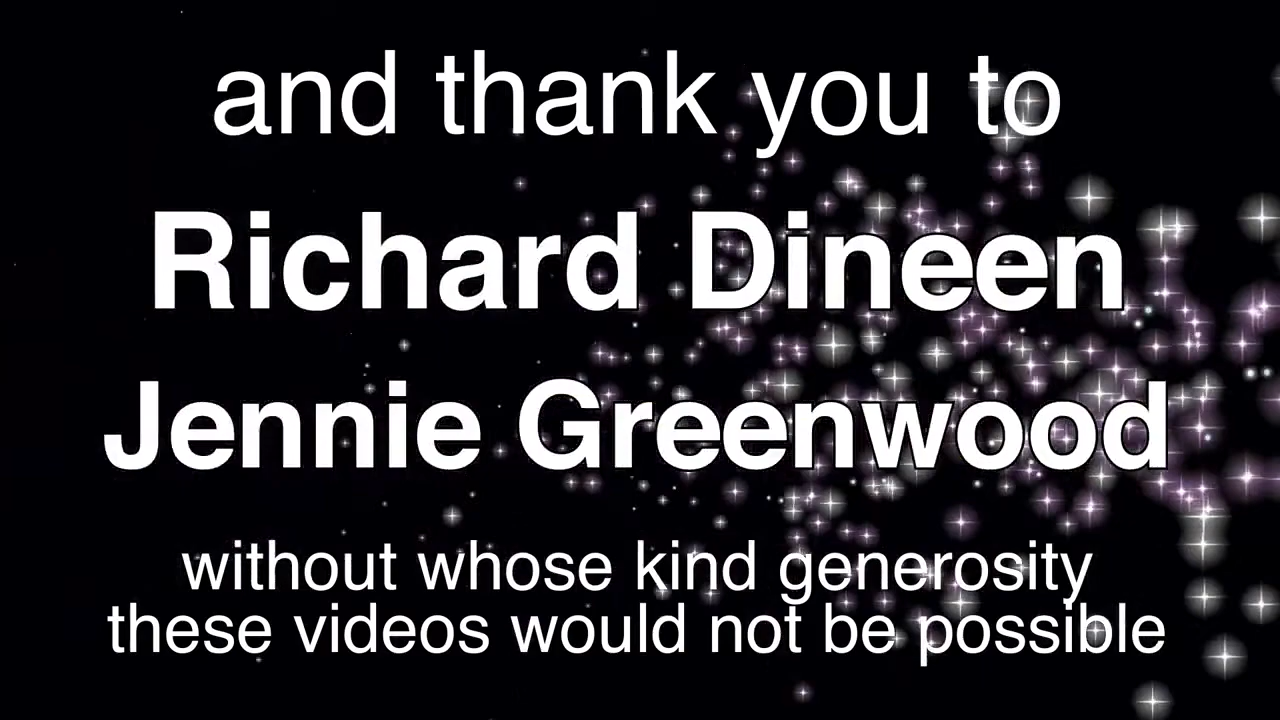 and thank you to
Richard Dineen
Jennie Greenwood
without whose kind generosity
these videos would not be possible